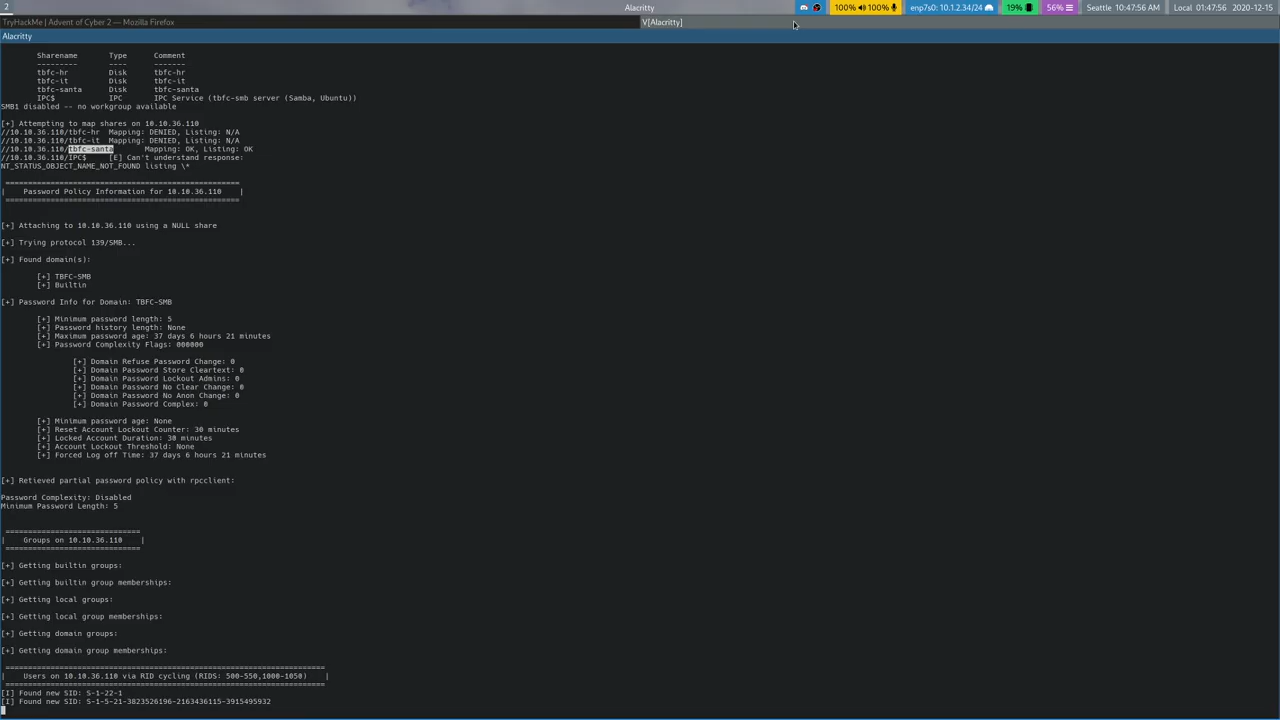 2
Alacritty
100% 100%
enp7s0: 10.1.2.34/24
19%
56%
Seattle 10:47:56 AM
Local 01:47:56
2020-12-15
TryHackMe | Advent of Cyber 2 — Mozilla Firefox
V[Alacritty]
Alacritty
Sharename Type Comment
--------- ---- -------
tbfc-hr Disk tbfc-hr
tbfc-it Disk tbfc-it
tbfc-santa Disk tbfc-santa
IPC$ IPC IPC Service (tbfc-smb server (Samba, Ubuntu))
SMB1 disabled -- no workgroup available
[+] Attempting to map shares on 10.10.36.110
//10.10.36.110/tbfc-hr Mapping: DENIED, Listing: N/A
//10.10.36.110/tbfc-it Mapping: DENIED, Listing: N/A
//10.10.36.110/tbfc-santa Mapping: OK, Listing: OK
//10.10.36.110/IPC$ [E] Can't understand response:
NT_STATUS_OBJECT_NAME_NOT_FOUND listing \*
====================================================
| Password Policy Information for 10.10.36.110 |
====================================================
[+] Attaching to 10.10.36.110 using a NULL share
[+] Trying protocol 139/SMB...
[+] Found domain(s):
[+] TBFC-SMB
[+] Builtin
[+] Password Info for Domain: TBFC-SMB
[+] Minimum password length: 5
[+] Password history length: None
[+] Maximum password age: 37 days 6 hours 21 minutes
[+] Password Complexity Flags: 000000
[+] Domain Refuse Password Change: 0
[+] Domain Password Store Cleartext: 0
[+] Domain Password Lockout Admins: 0
[+] Domain Password No Clear Change: 0
[+] Domain Password No Anon Change: 0
[+] Domain Password Complex: 0
[+] Minimum password age: None
[+] Reset Account Lockout Counter: 30 minutes
[+] Locked Account Duration: 30 minutes
[+] Account Lockout Threshold: None
[+] Forced Log off Time: 37 days 6 hours 21 minutes
[+] Retieved partial password policy with rpcclient:
Password Complexity: Disabled
Minimum Password Length: 5
==============================
| Groups on 10.10.36.110 |
==============================
[+] Getting builtin groups:
[+] Getting builtin group memberships:
[+] Getting local groups:
[+] Getting local group memberships:
[+] Getting domain groups:
[+] Getting domain group memberships:
=======================================================================
| Users on 10.10.36.110 via RID cycling (RIDS: 500-550,1000-1050) |
=======================================================================
[I] Found new SID: S-1-22-1
[I] Found new SID: S-1-5-21-3823526196-2163436115-3915495932